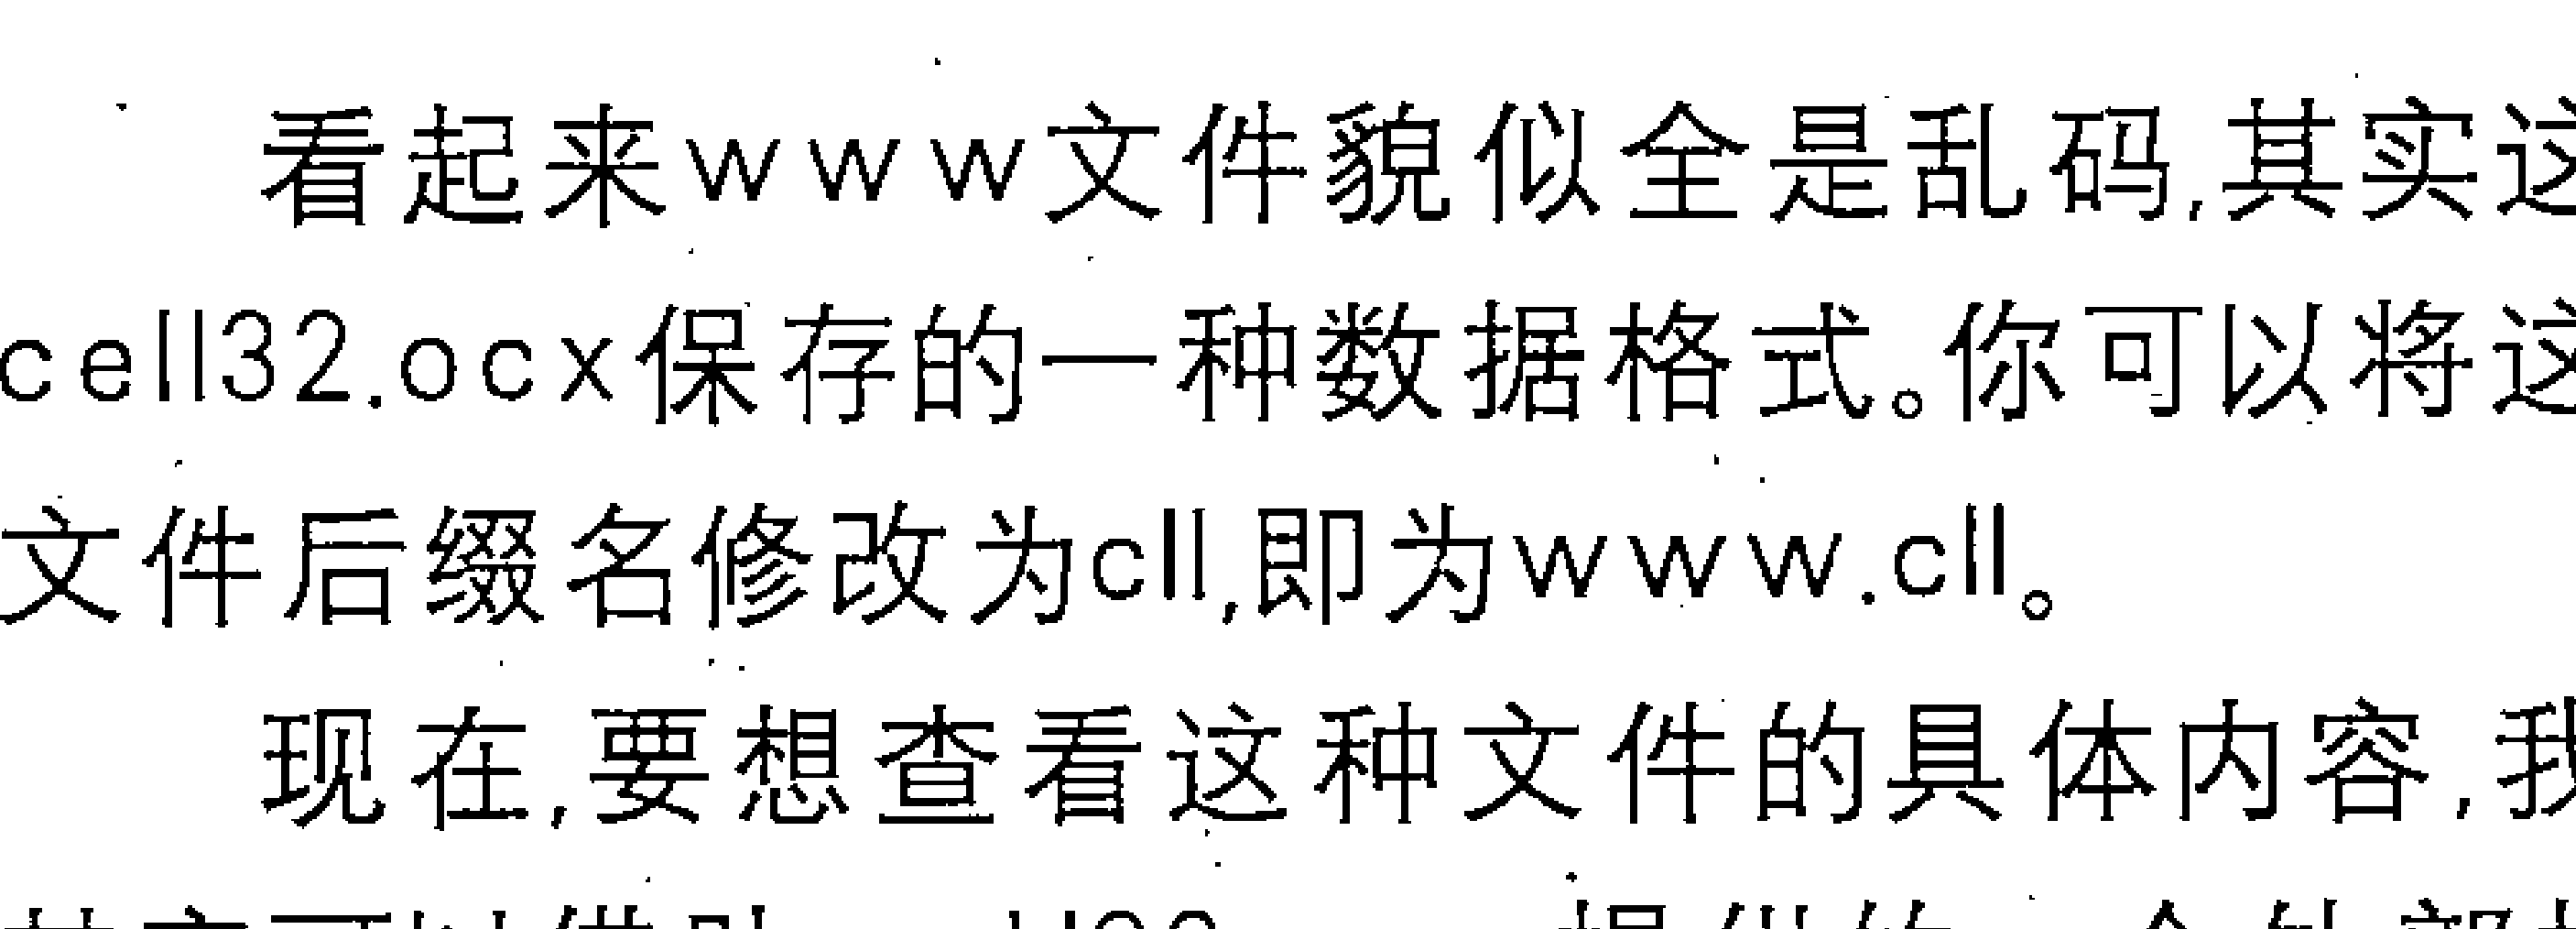 看起来www文件貌似全是乱码,其实这
cell32.ocx保存的一种数据格式。你可以将这
文件后缀名修改为cll,即为www.cll。
现在,要想查看这种文件的具体内容,我